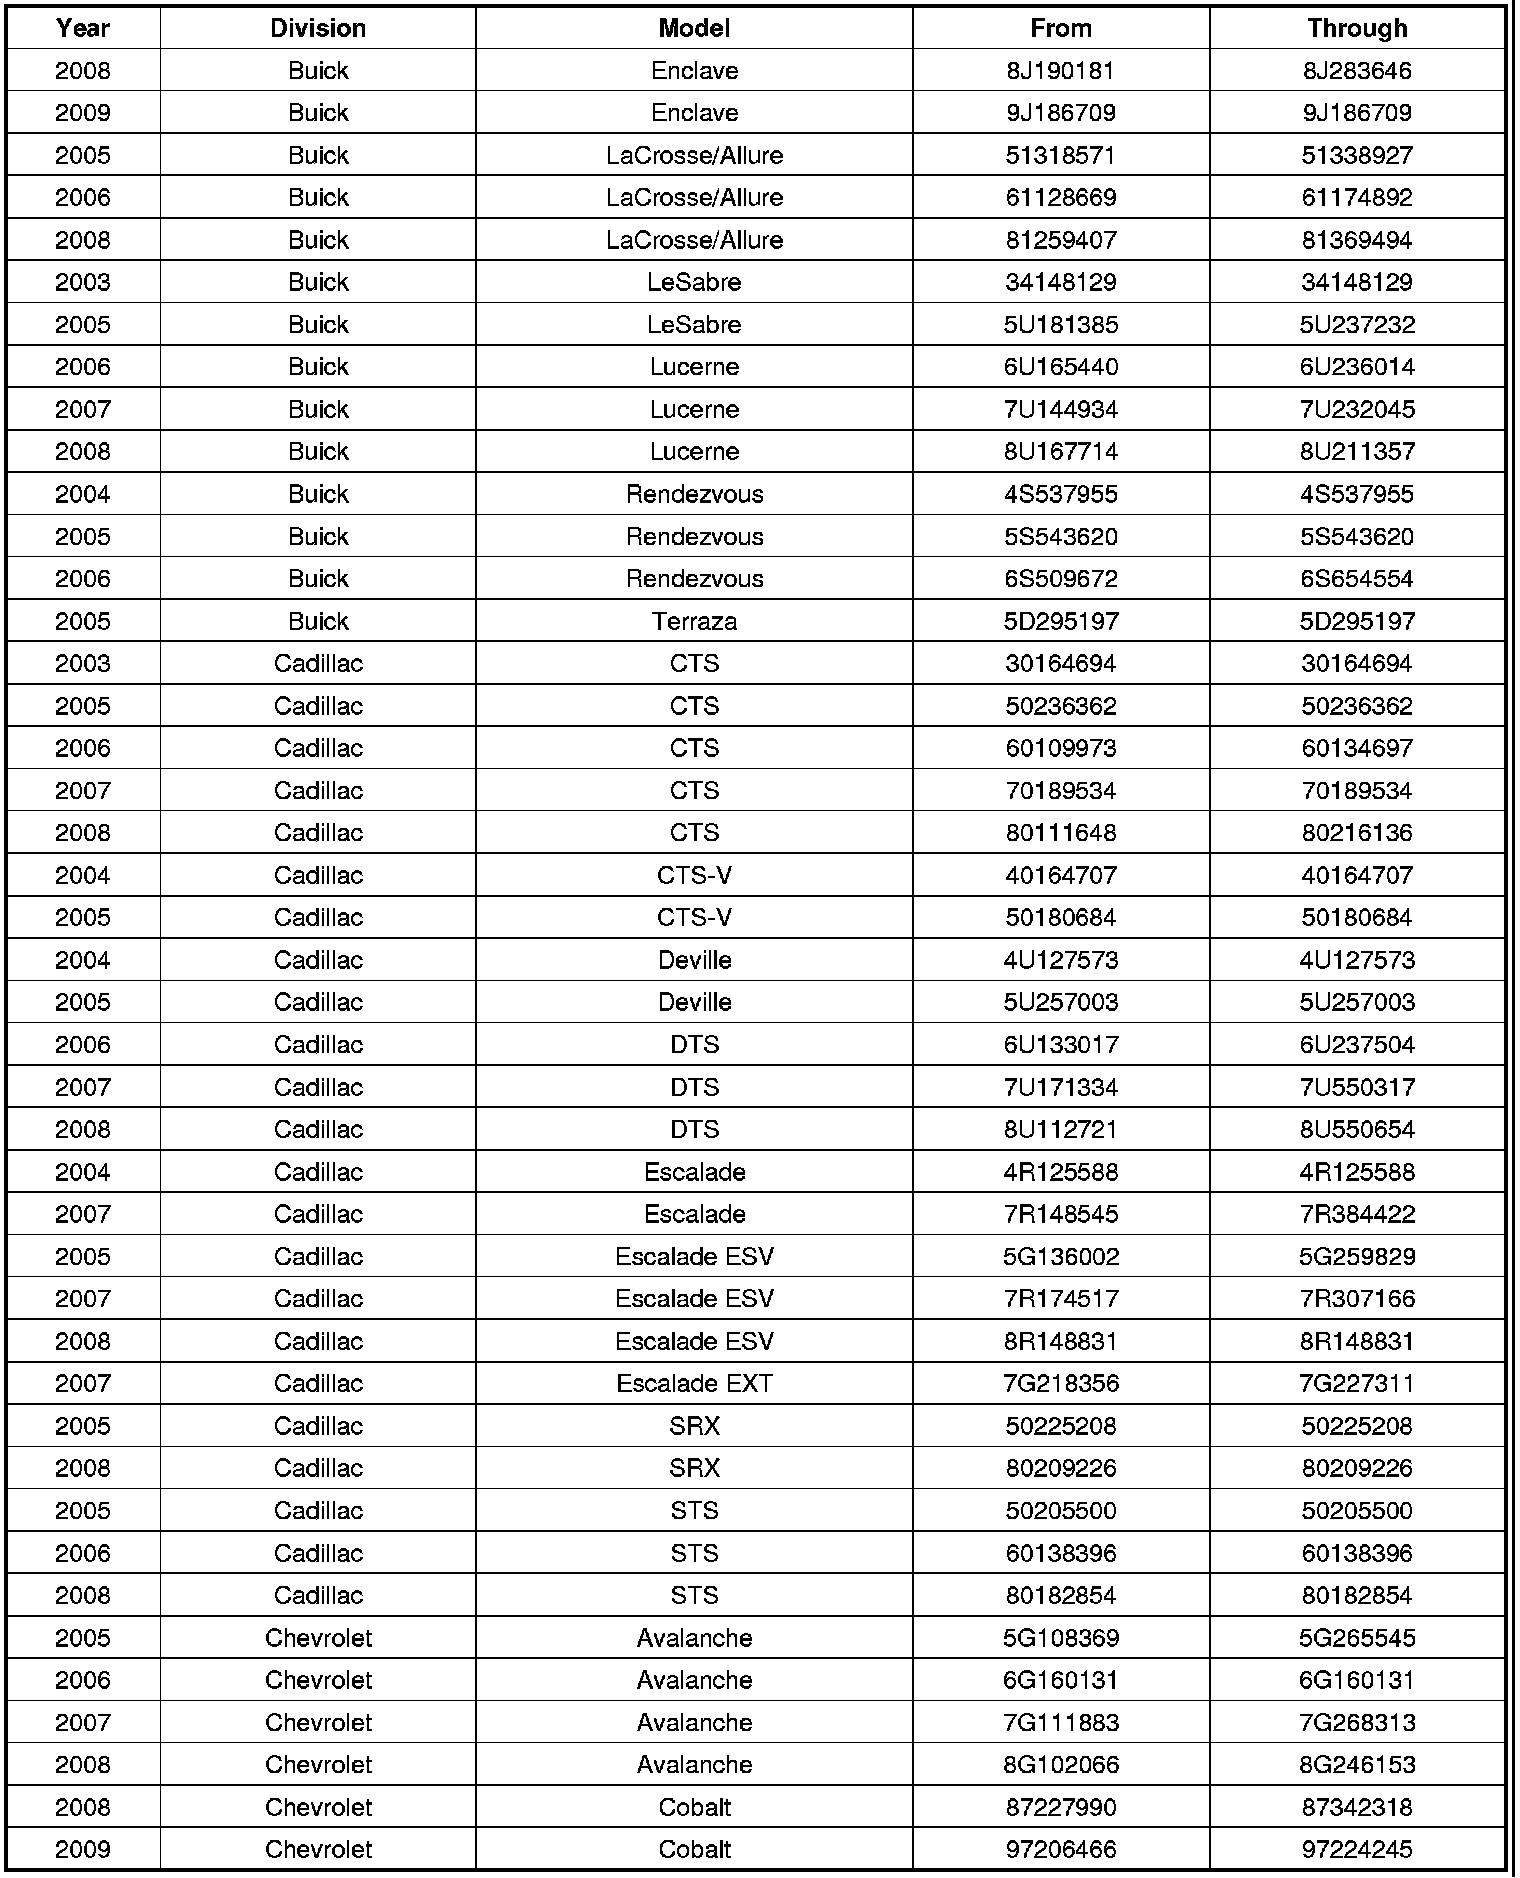 Year Division Model From Through
2008 Buick Enclave 8J190181 8J283646
2009 Buick Enclave 9J186709 9J186709
2005 Buick LaCrosse/Allure 51318571 51338927
2006 Buick LaCrosse/Allure 61128669 61174892
2008 Buick LaCrosse/Allure 81259407 81369494
2003 Buick LeSabre 34148129 34148129
2005 Buick LeSabre 5U181385 5U237232
2006 Buick Lucerne 6U165440 6U236014
2007 Buick Lucerne 7U144934 7U232045
2008 Buick Lucerne 8U167714 8U211357
2004 Buick Rendezvous 4S537955 4S537955
2005 Buick Rendezvous 5S543620 5S543620
2006 Buick Rendezvous 6S509672 6S654554
2005 Buick Terraza 5D295197 5D295197
2003 Cadillac CTS 30164694 30164694
2005 Cadillac CTS 50236362 50236362
2006 Cadillac CTS 60109973 60134697
2007 Cadillac CTS 70189534 70189534
2008 Cadillac CTS 80111648 80216136
2004 Cadillac CTS-V 40164707 40164707
2005 Cadillac CTS-V 50180684 50180684
2004 Cadillac Deville 4U127573 4U127573
2005 Cadillac Deville 5U257003 5U257003
2006 Cadillac DTS 6U133017 6U237504
2007 Cadillac DTS 7U171334 7U550317
2008 Cadillac DTS 8U112721 8U550654
2004 Cadillac Escalade 4R125588 4R125588
2007 Cadillac Escalade 7R148545 7R384422
2005 Cadillac Escalade ESV 5G136002 5G259829
2007 Cadillac Escalade ESV 7R174517 7R307166
2008 Cadillac Escalade ESV 8R148831 8R148831
2007 Cadillac Escalade EXT 7G218356 7G227311
2005 Cadillac SRX 50225208 50225208
2008 Cadillac SRX 80209226 80209226
2005 Cadillac STS 50205500 50205500
2006 Cadillac STS 60138396 60138396
2008 Cadillac STS 80182854 80182854
2005 Chevrolet Avalanche 5G108369 5G265545
2006 Chevrolet Avalanche 6G160131 6G160131
2007 Chevrolet Avalanche 7G111883 7G268313
2008 Chevrolet Avalanche 8G102066 8G246153
2008 Chevrolet Cobalt 87227990 87342318
2009 Chevrolet Cobalt 97206466 97224245